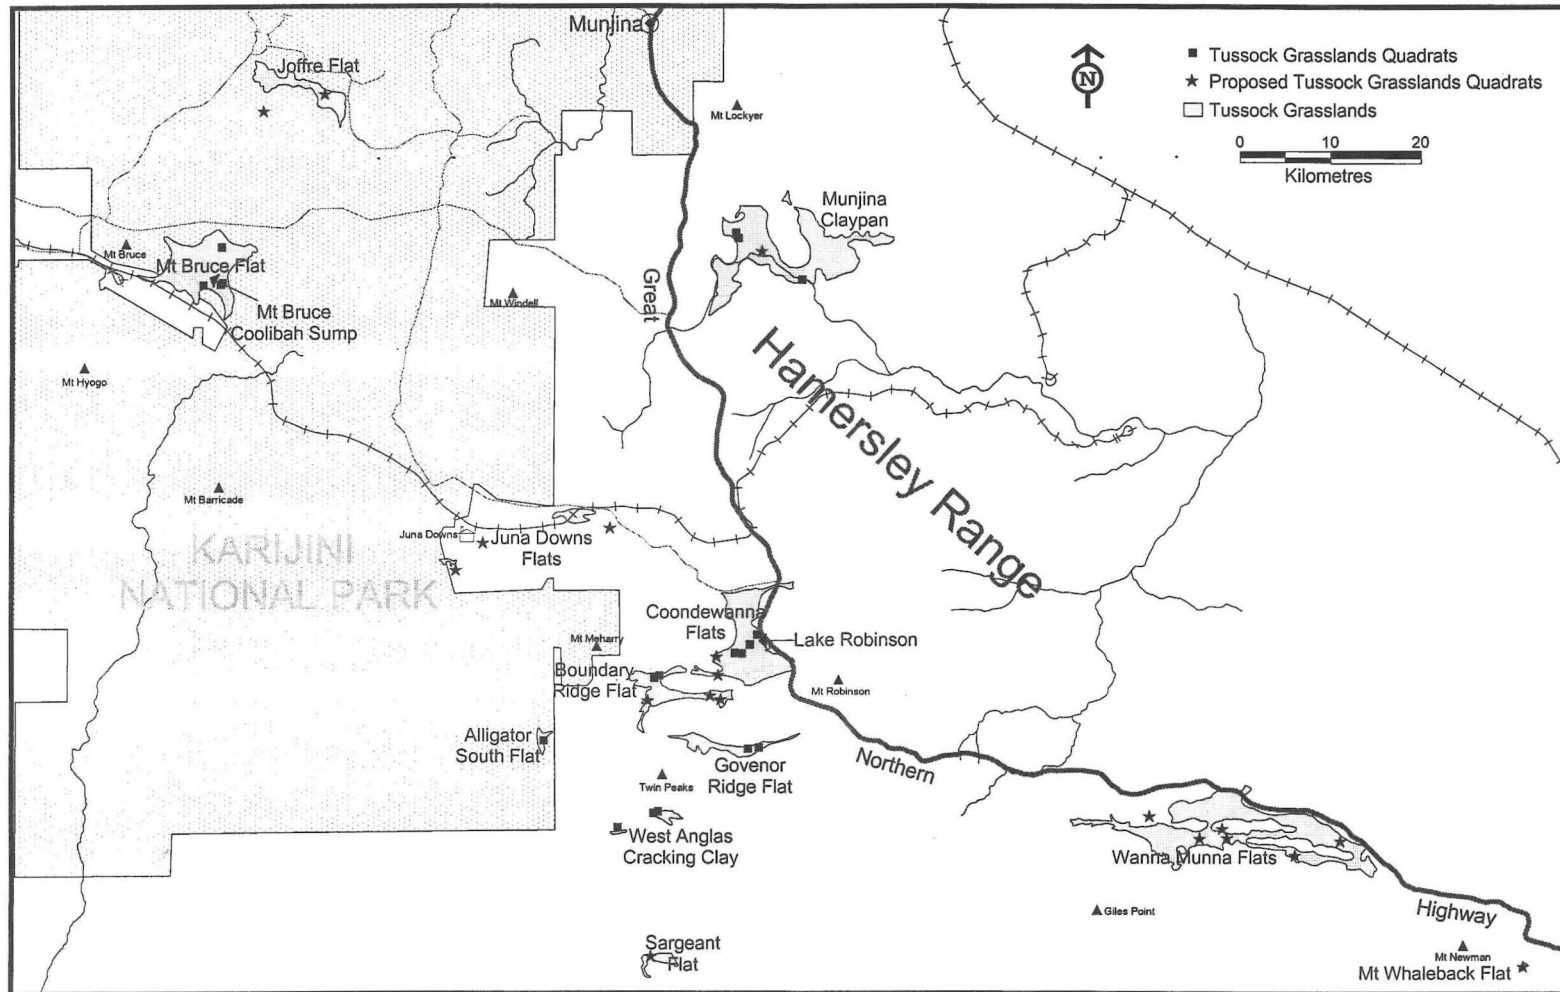 Munjina
Joffre Flat
N
Tussock Grasslands Quadrats
Proposed Tussock Grasslands Quadrats
Tussock Grasslands
0 10 20
Kilometres
Mt Lockyer
Munjina
Claypan
Mt Bruce
Mt Bruce Flat
Mt Bruce
Coolibah Sump
Mt Windell
Great
Mt Hyogo
Hamersley Range
Mt Barricade
KARIJINI
NATIONAL PARK
Juna Downs
Juna Downs
Flats
Coondewanna
Flats
Lake Robinson
Mt Meharry
Boundary
Ridge Flat
Mt Robinson
Alligator
South Flat
Govenor
Ridge Flat
Northern
Twin Peaks
West Anglas
Cracking Clay
Wanna Munna Flats
Giles Point
Highway
Sargeant
Flat
Mt Newman
Mt Whaleback Flat